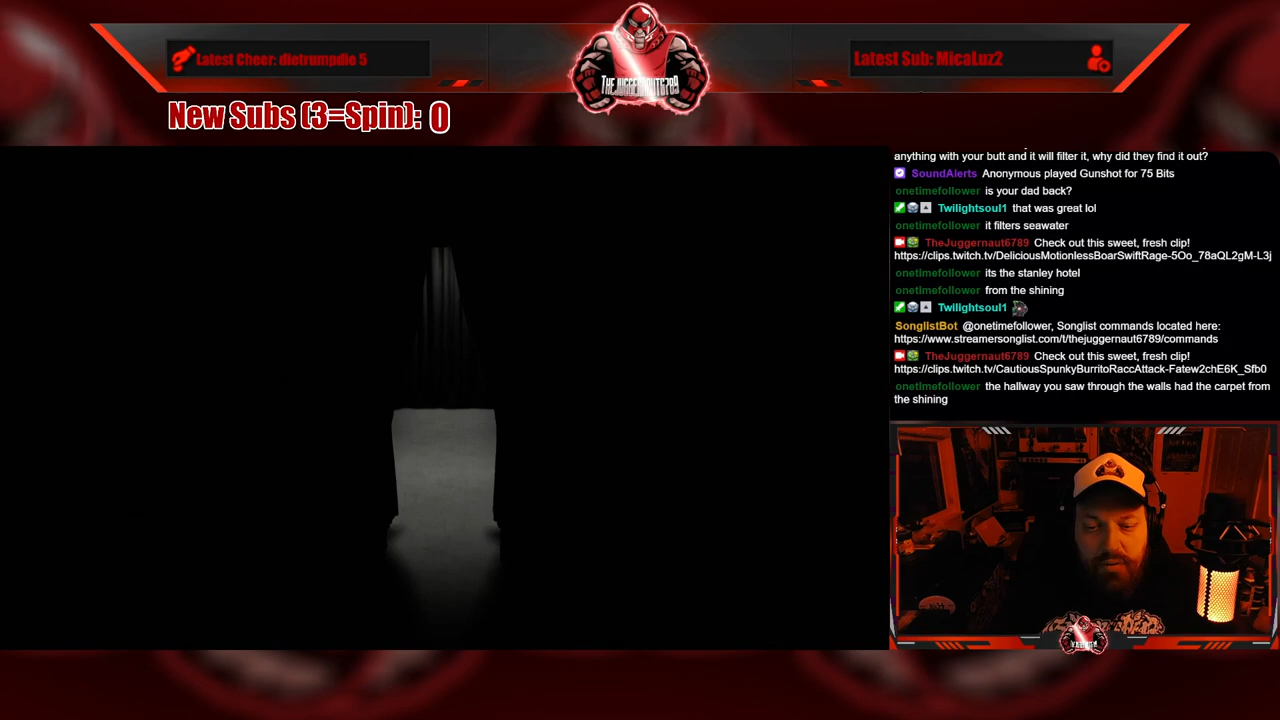 Latest Cheer: dietrumpdie 5
THEJUGGERNAUT6789
Latest Sub: MicaLuz2
New Subs (3=Spin): 0
anything with your butt and it will filter it, why did they find it out?
SoundAlerts Anonymous played Gunshot for 75 Bits
onetimefollower is your dad back?
Twilightsoul1 that was great lol
onetimefollower it filters seawater
TheJuggernaut6789 Check out this sweet, fresh clip!
https://clips.twitch.tv/DeliciousMotionlessBoarSwiftRage-5Oo_78aQL2gM-L3j
onetimefollower its the stanley hotel
onetimefollower from the shining
Twilightsoul1
SonglistBot @onetimefollower, Songlist commands located here:
https://www.streamersonglist.com/t/thejuggernaut6789/commands
TheJuggernaut6789 Check out this sweet, fresh clip!
https://clips.twitch.tv/CautiousSpunkyBurritoRaccAttack-Fatew2chE6K_Sfb0
onetimefollower the hallway you saw through the walls had the carpet from
the shining